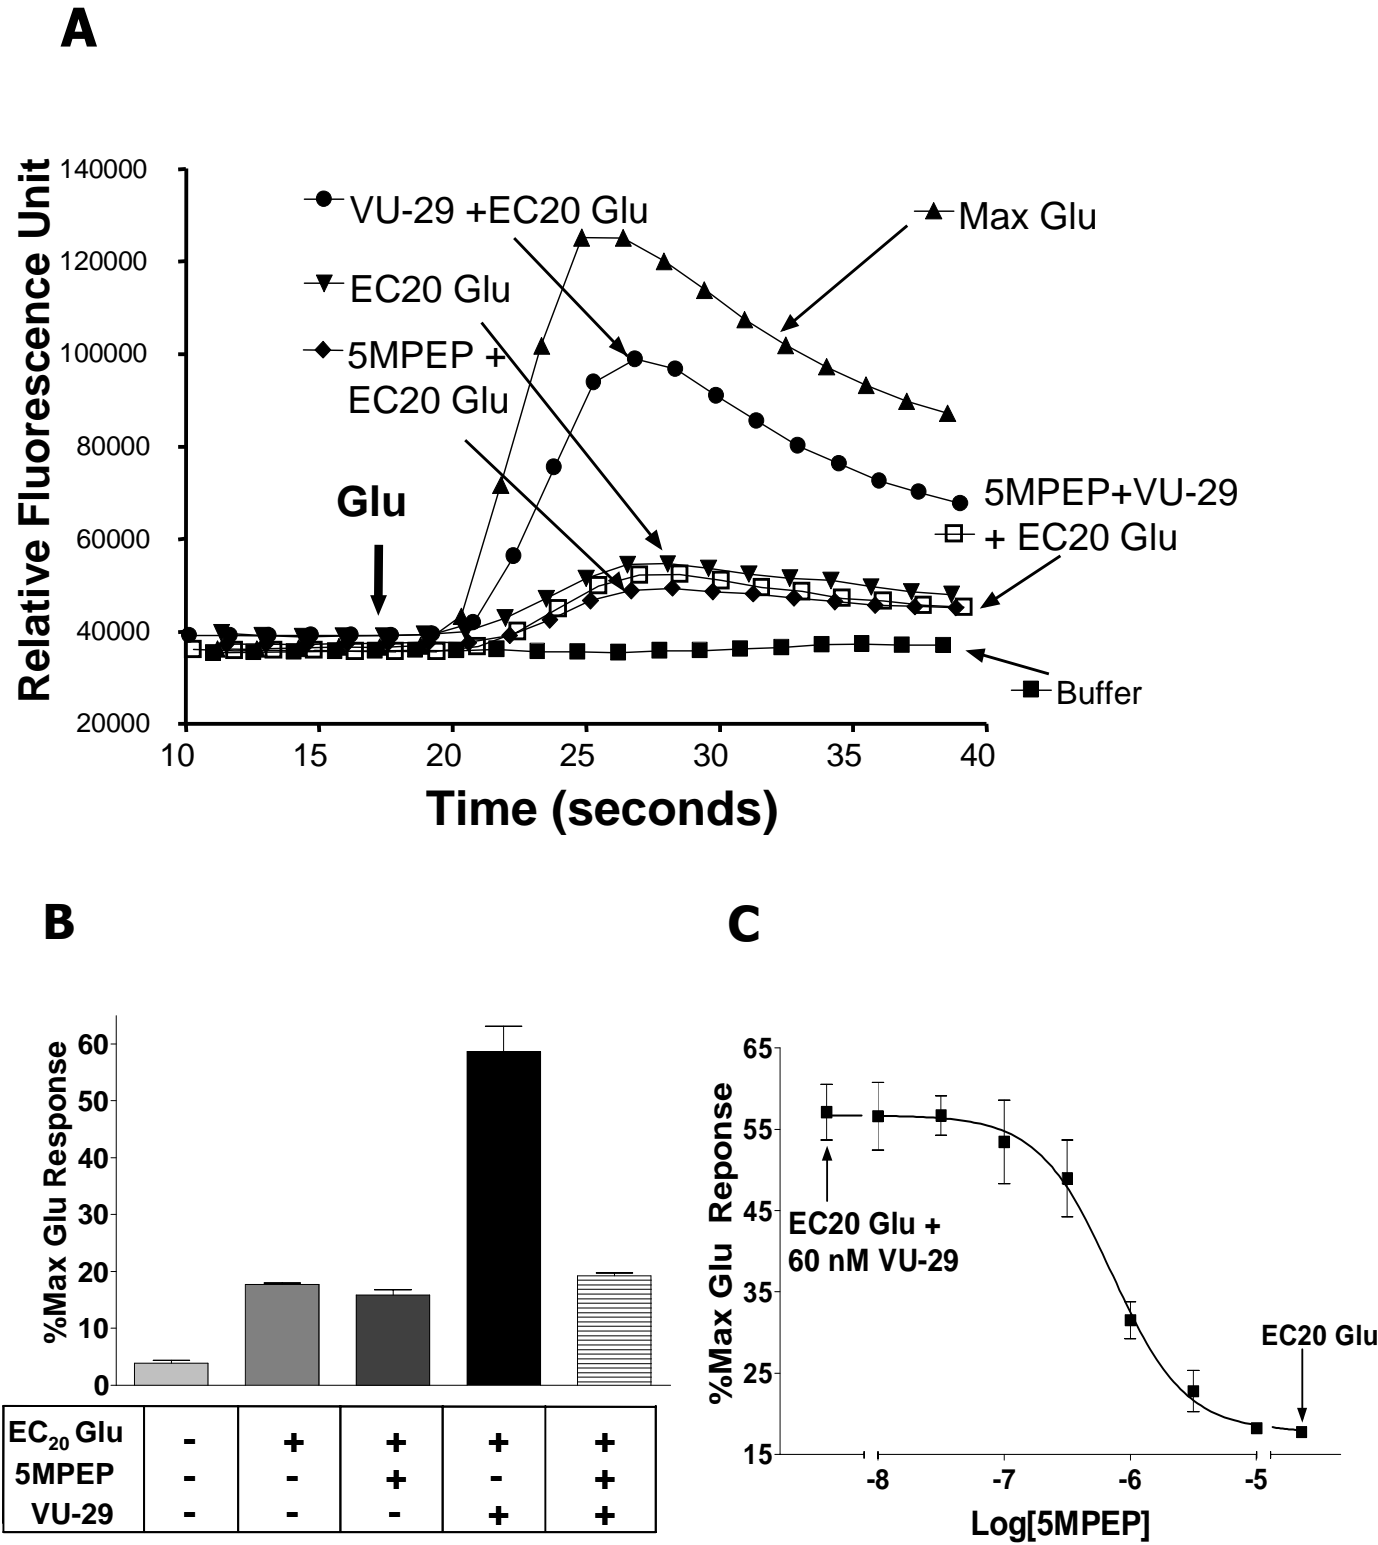 A
Relative Fluorescence Unit
140000
120000
100000
80000
60000
40000
20000
VU-29 +EC20 Glu
EC20 Glu
5MPEP +
EC20 Glu
Glu
Max Glu
5MPEP+VU-29
+ EC20 Glu
Buffer
10 15 20 25 30 35 40
Time (seconds)
B
%Max Glu Response
60
50
40
30
20
10
0
EC20 Glu - + + + +
5MPEP - - + - +
VU-29 - - - + +
C
%Max Glu Reponse
65
55
45
35
25
15
EC20 Glu +
60 nM VU-29
EC20 Glu
-8 -7 -6 -5
Log[5MPEP]